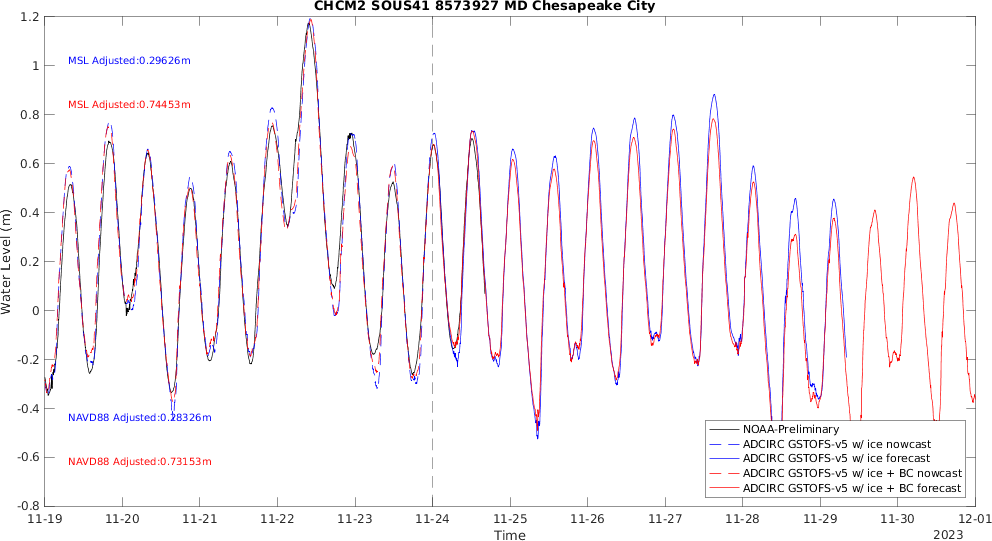 CHCM2 SOUS41 8573927 MD Chesapeake City
1.2
1
0.8
0.6
0.4
0.2
0
-0.2
-0.4
-0.6
-0.8
Water Level (m)
MSL Adjusted:0.29626m
MSL Adjusted:0.74453m
NAVD88 Adjusted:0.28326m
NAVD88 Adjusted:0.73153m
NOAA-Preliminary
ADCIRC GSTOFS-v5 w/ ice nowcast
ADCIRC GSTOFS-v5 w/ ice forecast
ADCIRC GSTOFS-v5 w/ ice + BC nowcast
ADCIRC GSTOFS-v5 w/ ice + BC forecast
11-19 11-20 11-21 11-22 11-23 11-24 11-25 11-26 11-27 11-28 11-29 11-30 12-01
Time
2023